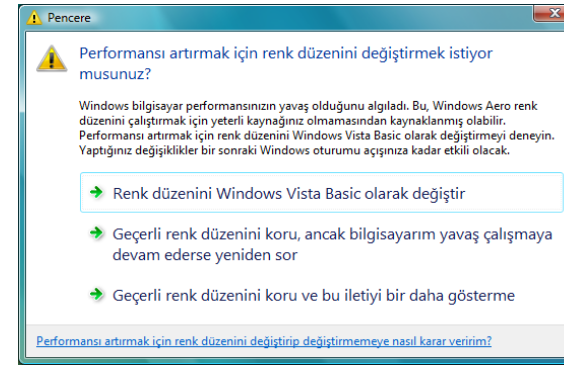 Pencere
Performansı artırmak için renk düzenini değiştirmek istiyor
musunuz?
Windows bilgisayar performansınızın yavaş olduğunu algıladı. Bu, Windows Aero renk
düzenini çalıştırmak için yeterli kaynağınız olmamasından kaynaklanmış olabilir.
Performansı artırmak için renk düzenini Windows Vista Basic olarak değiştirmeyi deneyin.
Yaptığınız değişiklikler bir sonraki Windows oturumu açışınıza kadar etkili olacak.
Renk düzenini Windows Vista Basic olarak değiştir
Geçerli renk düzenini koru, ancak bilgisayarım yavaş çalışmaya
devam ederse yeniden sor
Geçerli renk düzenini koru ve bu iletiyi bir daha gösterme
Performansı artırmak için renk düzenini değiştirip değiştirmemeye nasıl karar veririm?